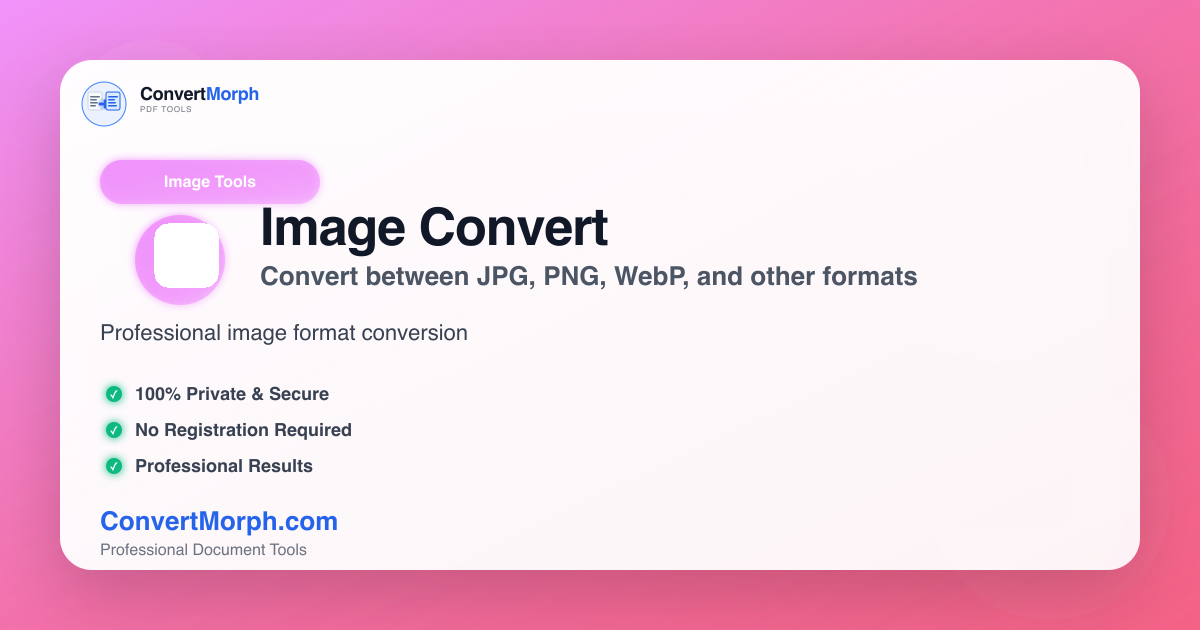 ConvertMorph
PDF TOOLS
Image Tools
Image Convert
Convert between JPG, PNG, WebP, and other formats
Professional image format conversion
100% Private & Secure
No Registration Required
Professional Results
ConvertMorph.com
Professional Document Tools